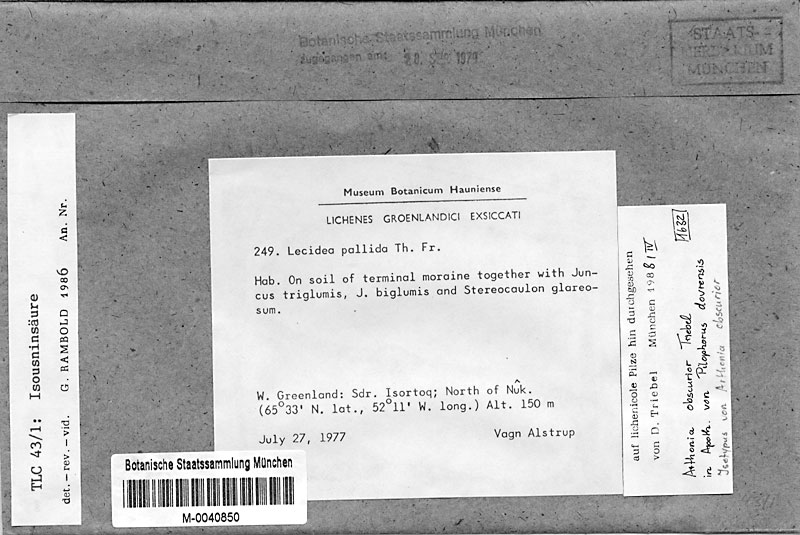 Botanische Staatssammlung München
Zugegangen am: 1979
STAATS-
HERBARIUM
MÜNCHEN
TLC 43/1: Isousninsäure
det. – rev. – vid. G. RAMBOLD 1986 An. Nr.
Museum Botanicum Hauniense
LICHENES GROENLANDICI EXSICCATI
249. Lecidea pallida Th. Fr.
Hab. On soil of terminal moraine together with Jun-
cus triglumis, J. biglumis and Stereocaulon glareo-
sum.
W. Greenland: Sdr. Isortoq; North of Nûk.
(65°33' N. lat., 52°11' W. long.) Alt. 150 m
July 27, 1977 Vagn Alstrup
Botanische Staatssammlung München
M-0040850
auf lichenicole Pilze hin durchgesehen
von D. Triebel München 1988/IV
1632
Arthonia obscurior Triebel
in Apoth. von Pilophorus dovrensis
Isotypus von Arthonia obscurior